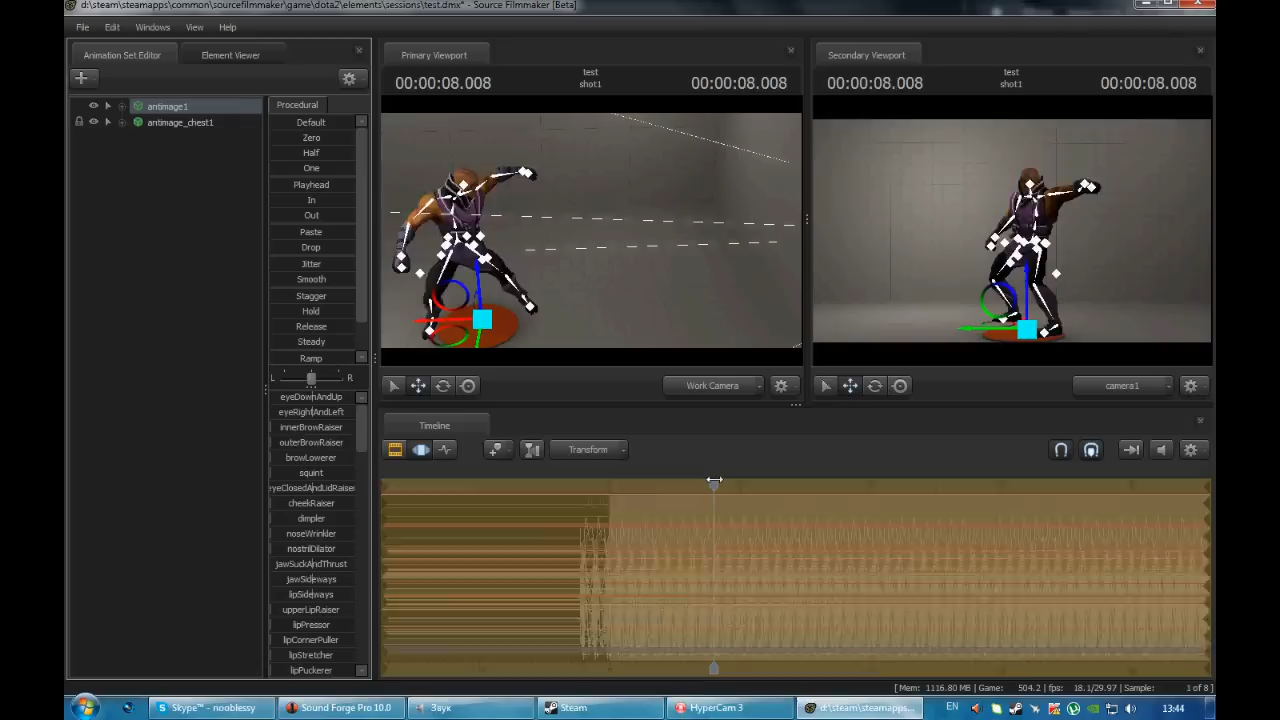 d:\steam\steamapps\common\sourcefilmmaker\game\dota2\elements\sessions\test.dmx* - Source Filmmaker [Beta]
File Edit Windows View Help
Animation Set Editor Element Viewer
antimage1
antimage_chest1
Procedural
Default
Zero
Half
One
Playhead
In
Out
Paste
Drop
Jitter
Smooth
Stagger
Hold
Release
Steady
Ramp
L R
eyeDownAndUp
eyeRightAndLeft
innerBrowRaiser
outerBrowRaiser
browLowerer
squint
eyeClosedAndLidRaiser
cheekRaiser
dimpler
noseWrinkler
nostrilDilator
jawSuckAndThrust
jawSideways
lipSideways
upperLipRaiser
lipPressor
lipCornerPuller
lipStretcher
lipPuckerer
Primary Viewport
00:00:08.008 test 00:00:08.008
shot1
Work Camera
Secondary Viewport
00:00:08.008 test 00:00:08.008
shot1
camera1
Timeline
Transform
[ Mem: 1116.80 MB | Game: 504.2 | fps: 18.1/29.97 | Sample: 1 of 8 ]
Skype™ - nooblessy Sound Forge Pro 10.0 Звук Steam HyperCam 3 d:\steam\steamapps... EN 13:44